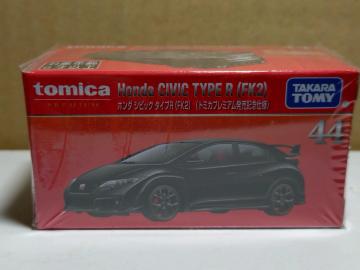 tomica
PREMIUM
Honda CIVIC TYPE R (FK2)
ホンダ シビック タイプR(FK2) (トミカプレミアム発売記念仕様)
TAKARA
TOMY
44